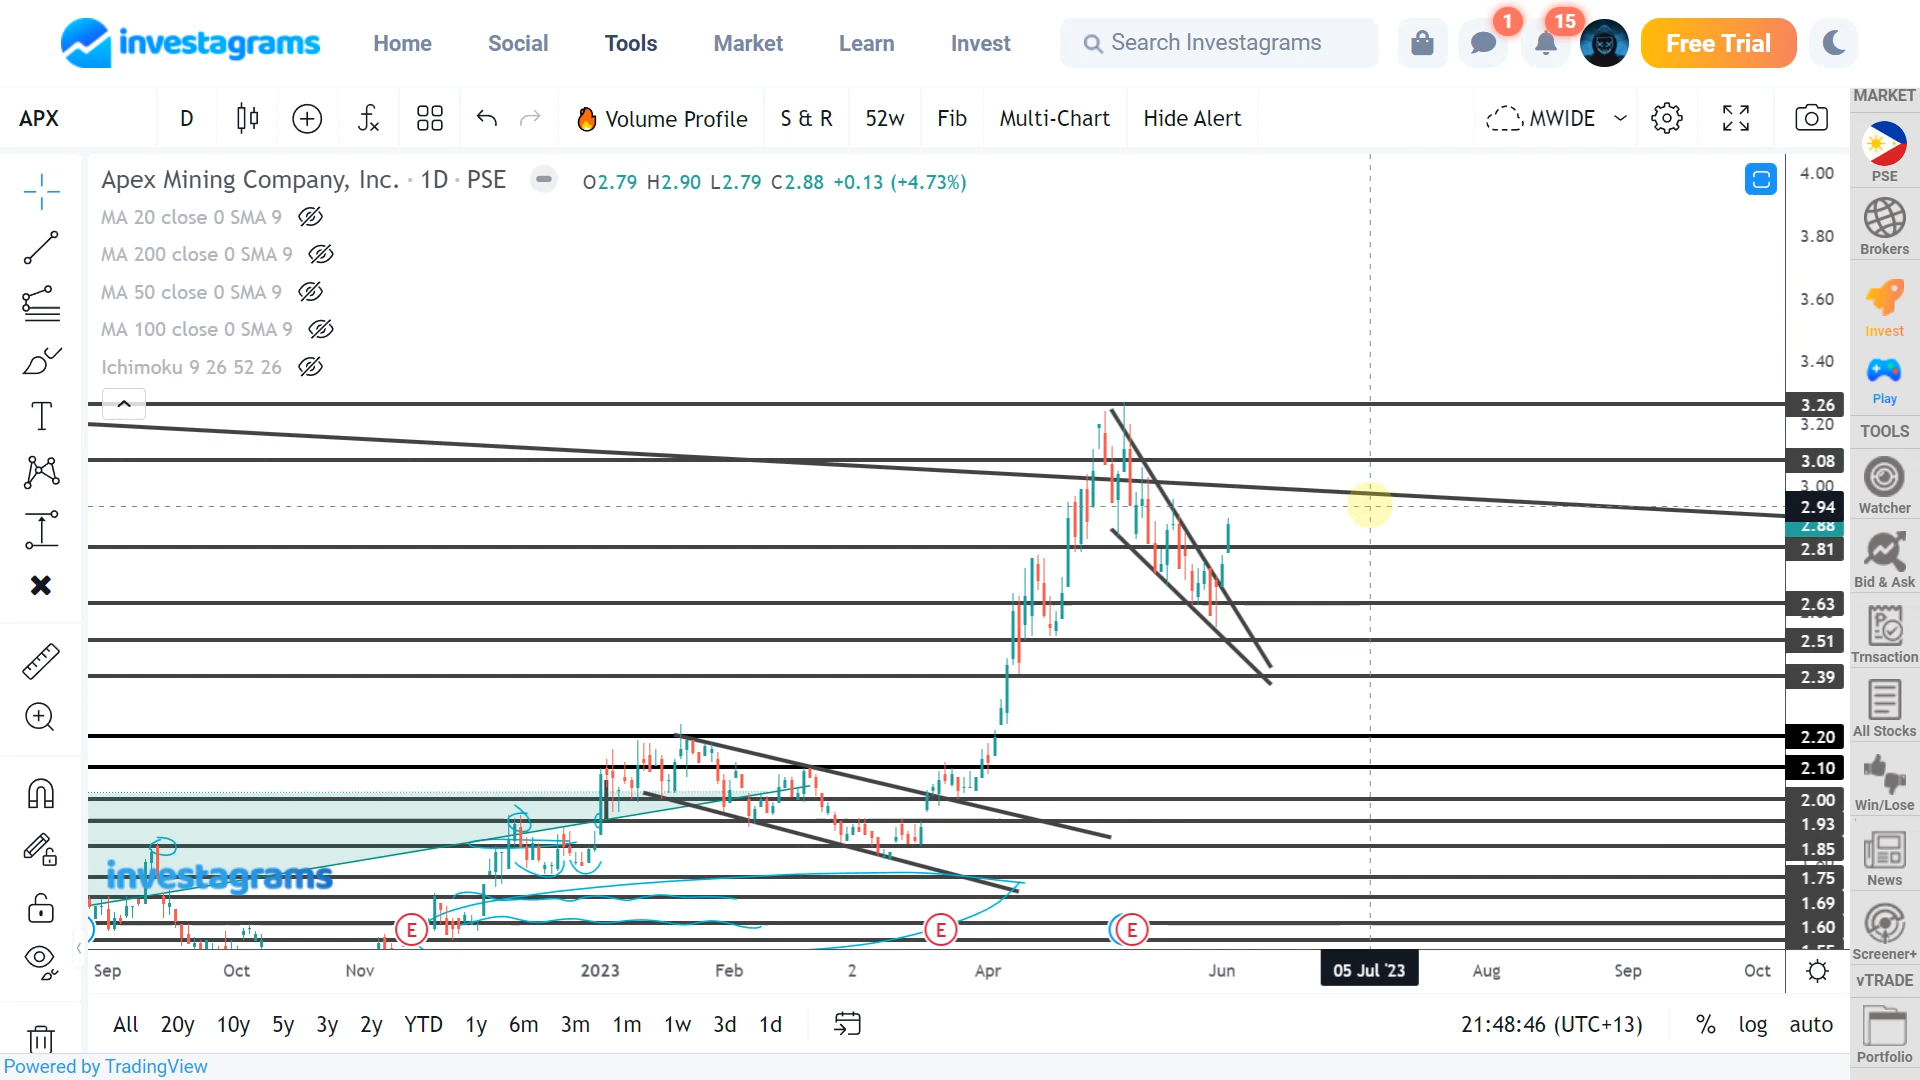 investagrams Home Social Tools Market Learn Invest Search Investagrams 1 15 Free Trial
APX D Volume Profile S & R 52w Fib Multi-Chart Hide Alert MWIDE
Apex Mining Company, Inc. · 1D · PSE O2.79 H2.90 L2.79 C2.88 +0.13 (+4.73%)
MA 20 close 0 SMA 9
MA 200 close 0 SMA 9
MA 50 close 0 SMA 9
MA 100 close 0 SMA 9
Ichimoku 9 26 52 26
4.00
3.80
3.60
3.40
3.26
3.20
3.08
3.00
2.94
2.88
2.81
2.63
2.51
2.39
2.20
2.10
2.00
1.93
1.85
1.75
1.69
1.60
investagrams
E E E
Sep Oct Nov 2023 Feb 2 Apr Jun 05 Jul '23 Aug Sep Oct
All 20y 10y 5y 3y 2y YTD 1y 6m 3m 1m 1w 3d 1d 21:48:46 (UTC+13) % log auto
Powered by TradingView
MARKET
PSE
Brokers
Invest
Play
TOOLS
Watcher
Bid & Ask
Trnsaction
All Stocks
Win/Lose
News
Screener+
vTRADE
Portfolio